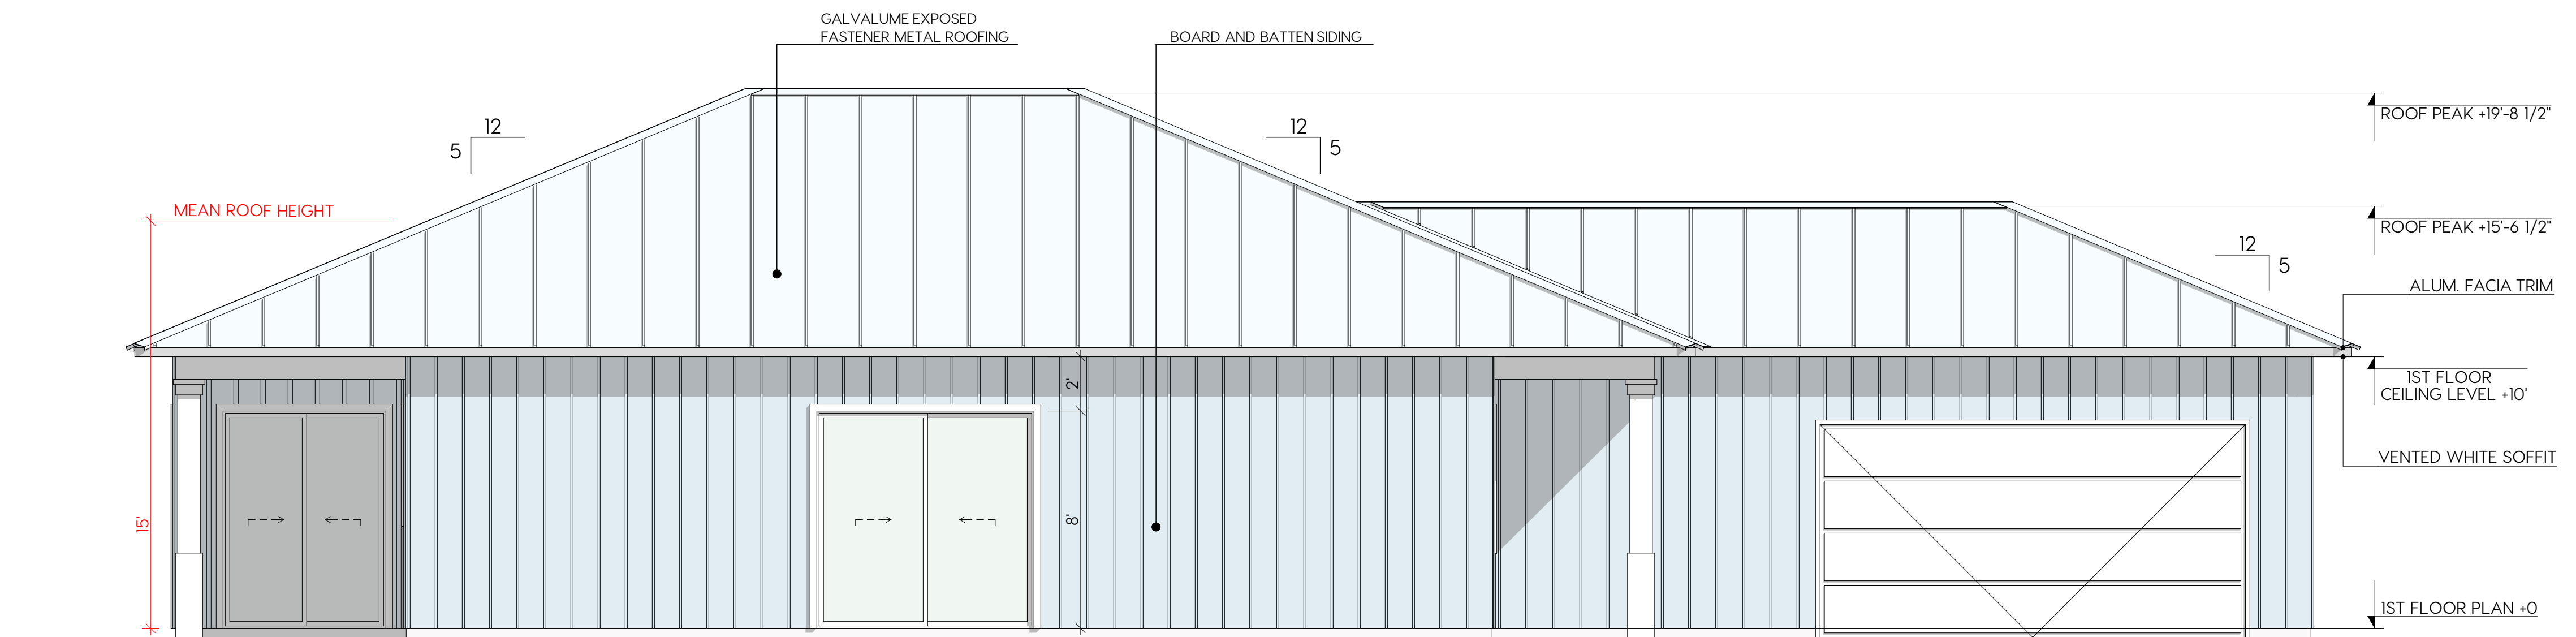 GALVALUME EXPOSED
FASTENER METAL ROOFING
BOARD AND BATTEN SIDING
12
5
12
5
ROOF PEAK +19'-8 1/2"
MEAN ROOF HEIGHT
ROOF PEAK +15'-6 1/2"
12
5
ALUM. FACIA TRIM
2'
1ST FLOOR
CEILING LEVEL +10'
VENTED WHITE SOFFIT
15'
8'
1ST FLOOR PLAN +0